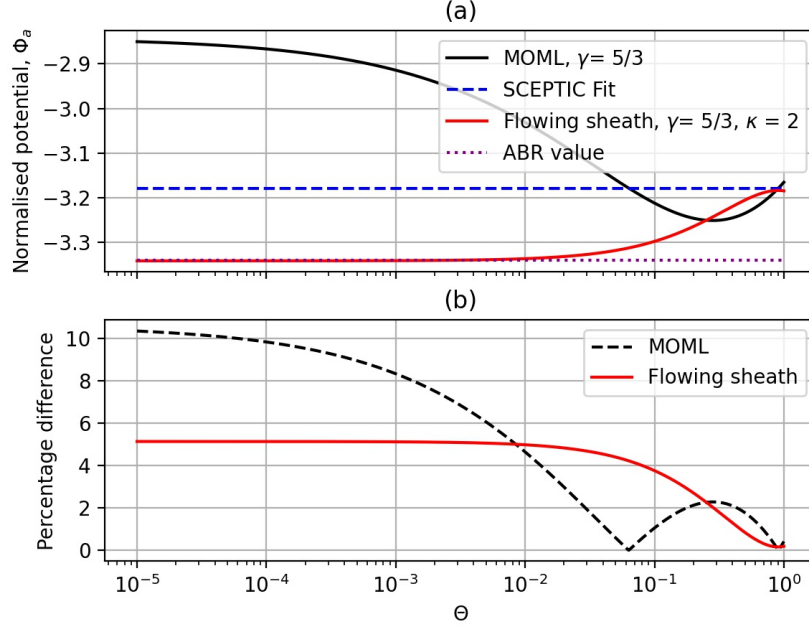 (a)
Normalised potential, Φₐ
−2.9
−3.0
−3.1
−3.2
−3.3
MOML, γ= 5/3
SCEPTIC Fit
Flowing sheath, γ= 5/3, κ = 2
ABR value
(b)
Percentage difference
10
8
6
4
2
0
MOML
Flowing sheath
10⁻⁵
10⁻⁴
10⁻³
10⁻²
10⁻¹
10⁰
Θ